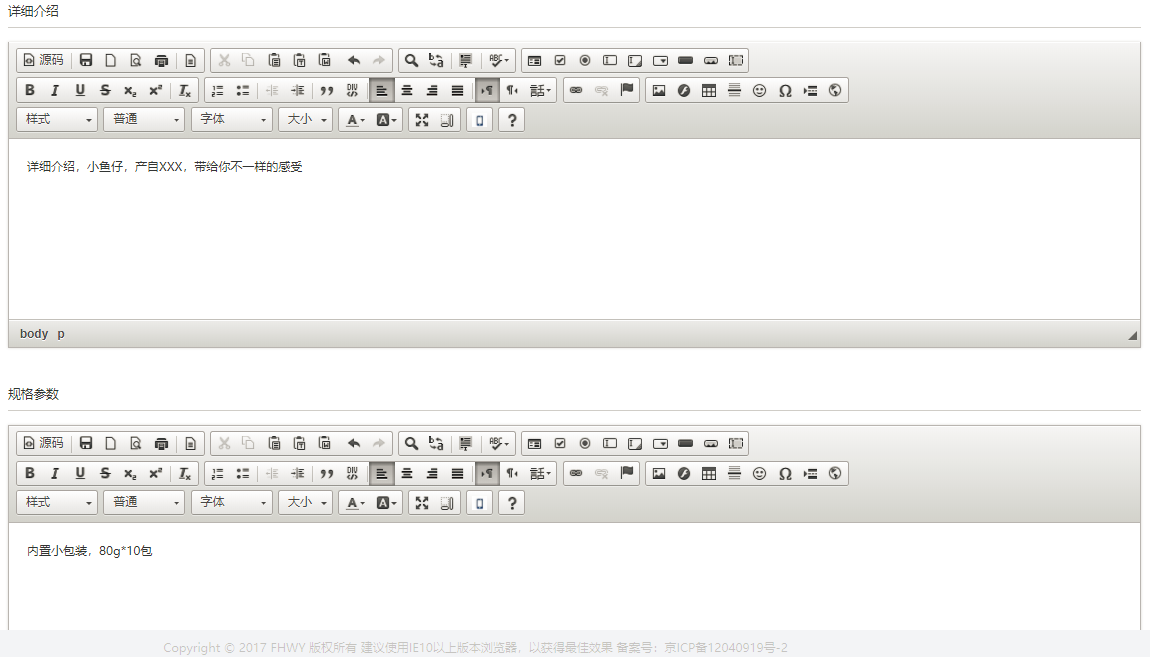 详细介绍
源码
样式 普通 字体 大小
详细介绍，小鱼仔，产自XXX，带给你不一样的感受
body p
规格参数
源码
样式 普通 字体 大小
内置小包装，80g*10包
Copyright © 2017 FHWY 版权所有 建议使用IE10以上版本浏览器，以获得最佳效果 备案号：京ICP备12040919号-2